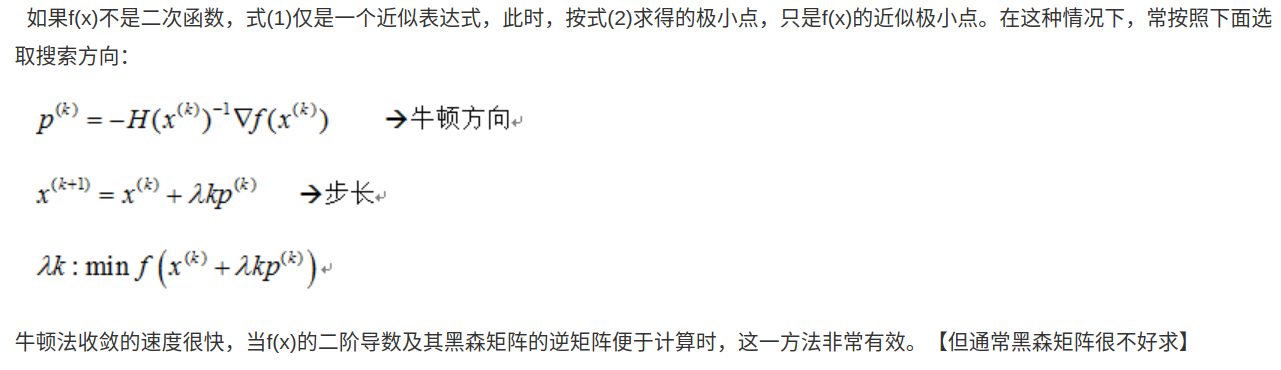 如果f(x)不是二次函数，式(1)仅是一个近似表达式，此时，按式(2)求得的极小点，只是f(x)的近似极小点。在这种情况下，常按照下面选
取搜索方向：
p^{(k)} = −H(x^{(k)})^{−1}∇f(x^{(k)}) →牛顿方向↵
x^{(k+1)} = x^{(k)} + λkp^{(k)} →步长↵
λk : min f(x^{(k)} + λkp^{(k)})↵
牛顿法收敛的速度很快，当f(x)的二阶导数及其黑森矩阵的逆矩阵便于计算时，这一方法非常有效。【但通常黑森矩阵很不好求】